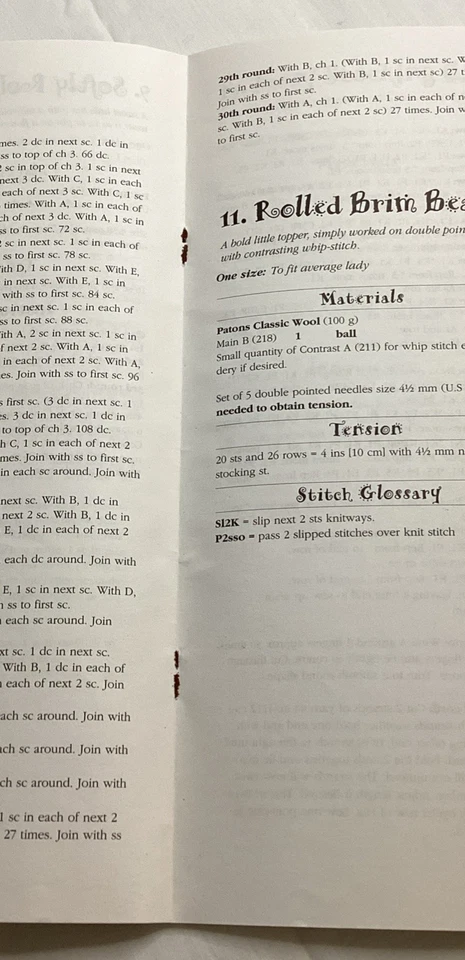 mes. 2 dc in next sc. 1 dc in
ss to top of ch 3. 66 dc.
sc in top of ch 3. 1 sc in next
next 3 dc. With C, 1 sc in each
each of next 3 sc. With C, 1 sc
times. With A, 1 sc in each of
ch of next 3 dc. With A, 1 sc in
ss to first sc. 72 sc.
2 sc in next sc. 1 sc in each of
ss to first sc. 78 sc.
ith D, 1 sc in next sc. With E,
in next sc. With E, 1 sc in
with ss to first sc. 84 sc.
sc in next sc. 1 sc in each of
ss to first sc. 88 sc.
ith A, 2 sc in next sc. 1 sc in
f next 2 sc. With A, 1 sc in
in each of next 2 sc. With A,
es. Join with ss to first sc. 96
s first sc. (3 dc in next sc. 1
es. 3 dc in next sc. 1 dc in
to top of ch 3. 108 dc.
h C, 1 sc in each of next 2
mes. Join with ss to first sc.
in each sc around. Join with
next sc. With B, 1 dc in
next 2 sc. With B, 1 dc in
E, 1 dc in each of next 2
each dc around. Join with
E, 1 sc in next sc. With D,
n ss to first sc.
each sc around. Join
xt sc. 1 dc in next sc.
With B, 1 dc in each of
each of next 2 sc. Join
ach sc around. Join with
ach sc around. Join with
ch sc around. Join with
1 sc in each of next 2
27 times. Join with ss
29th round: With B, ch 1. (With B, 1 sc in next sc. W
1 sc in each of next 2 sc. With B, 1 sc in next sc) 27 t
Join with ss to first sc.
30th round: With A, ch 1. (With A, 1 sc in each of n
sc. With B, 1 sc in each of next 2 sc) 27 times. Join w
to first sc.
11. Rolled Brim Bea
A bold little topper, simply worked on double poin
with contrasting whip-stitch.
One size: To fit average lady
Materials
Patons Classic Wool (100 g)
Main B (218) 1 ball
Small quantity of Contrast A (211) for whip stitch e
dery if desired.
Set of 5 double pointed needles size 4½ mm (U.S
needed to obtain tension.
Tension
20 sts and 26 rows = 4 ins [10 cm] with 4½ mm n
stocking st.
Stitch Glossary
Sl2K = slip next 2 sts knitways.
P2sso = pass 2 slipped stitches over knit stitch